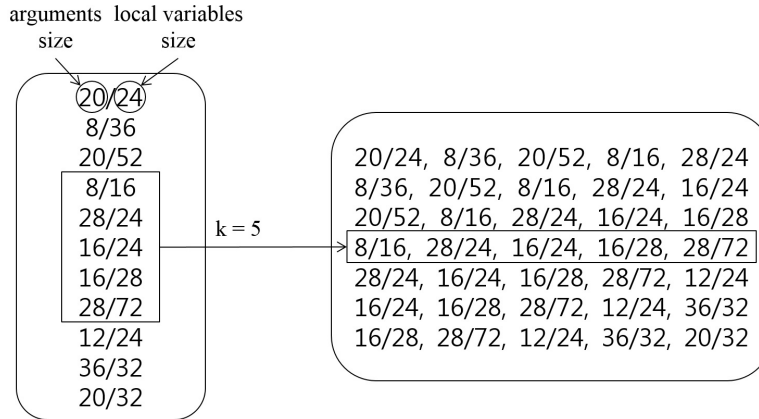 arguments local variables
size size
20/24
8/36
20/52
8/16
28/24
16/24
16/28
28/72
12/24
36/32
20/32
k = 5
20/24, 8/36, 20/52, 8/16, 28/24
8/36, 20/52, 8/16, 28/24, 16/24
20/52, 8/16, 28/24, 16/24, 16/28
8/16, 28/24, 16/24, 16/28, 28/72
28/24, 16/24, 16/28, 28/72, 12/24
16/24, 16/28, 28/72, 12/24, 36/32
16/28, 28/72, 12/24, 36/32, 20/32